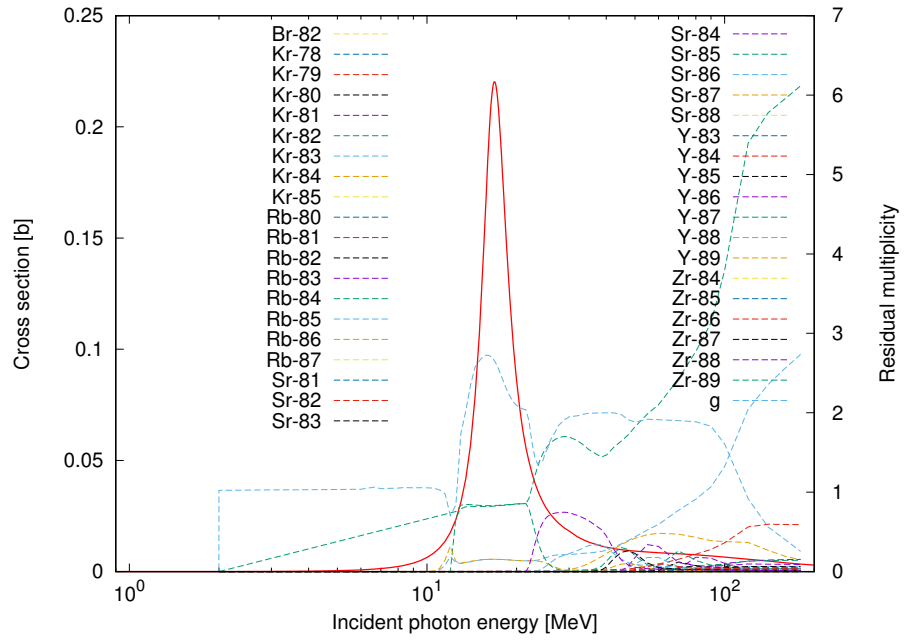 0.25
0.2
0.15
0.1
0.05
0
Cross section [b]
7
6
5
4
3
2
1
0
Residual multiplicity
10^0
10^1
10^2
Incident photon energy [MeV]
Br-82
Kr-78
Kr-79
Kr-80
Kr-81
Kr-82
Kr-83
Kr-84
Kr-85
Rb-80
Rb-81
Rb-82
Rb-83
Rb-84
Rb-85
Rb-86
Rb-87
Sr-81
Sr-82
Sr-83
Sr-84
Sr-85
Sr-86
Sr-87
Sr-88
Y-83
Y-84
Y-85
Y-86
Y-87
Y-88
Y-89
Zr-84
Zr-85
Zr-86
Zr-87
Zr-88
Zr-89
g